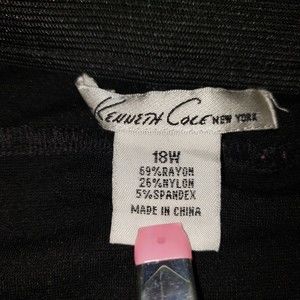 KENNETH COLE NEW YORK
18W
69%RAYON
26%NYLON
5%SPANDEX
MADE IN CHINA